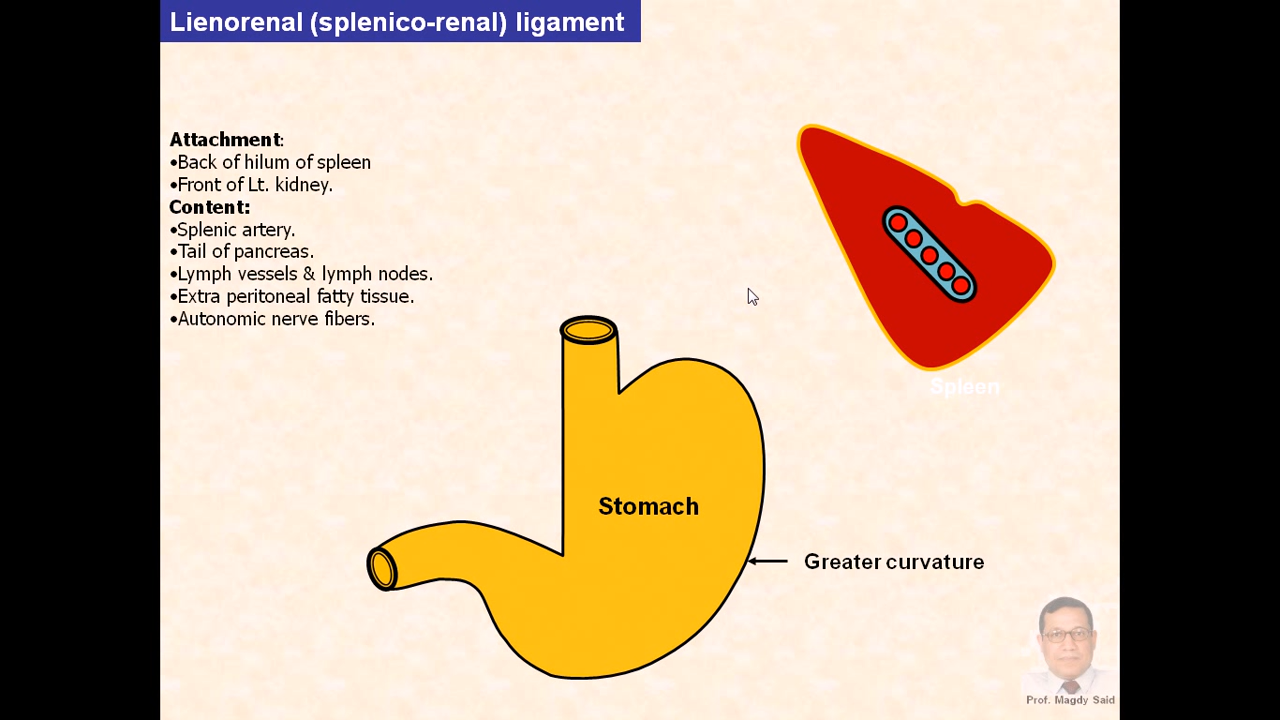 Lienorenal (splenico-renal) ligament
Attachment:
•Back of hilum of spleen
•Front of Lt. kidney.
Content:
•Splenic artery.
•Tail of pancreas.
•Lymph vessels & lymph nodes.
•Extra peritoneal fatty tissue.
•Autonomic nerve fibers.
Spleen
Stomach
Greater curvature
Prof. Magdy Said